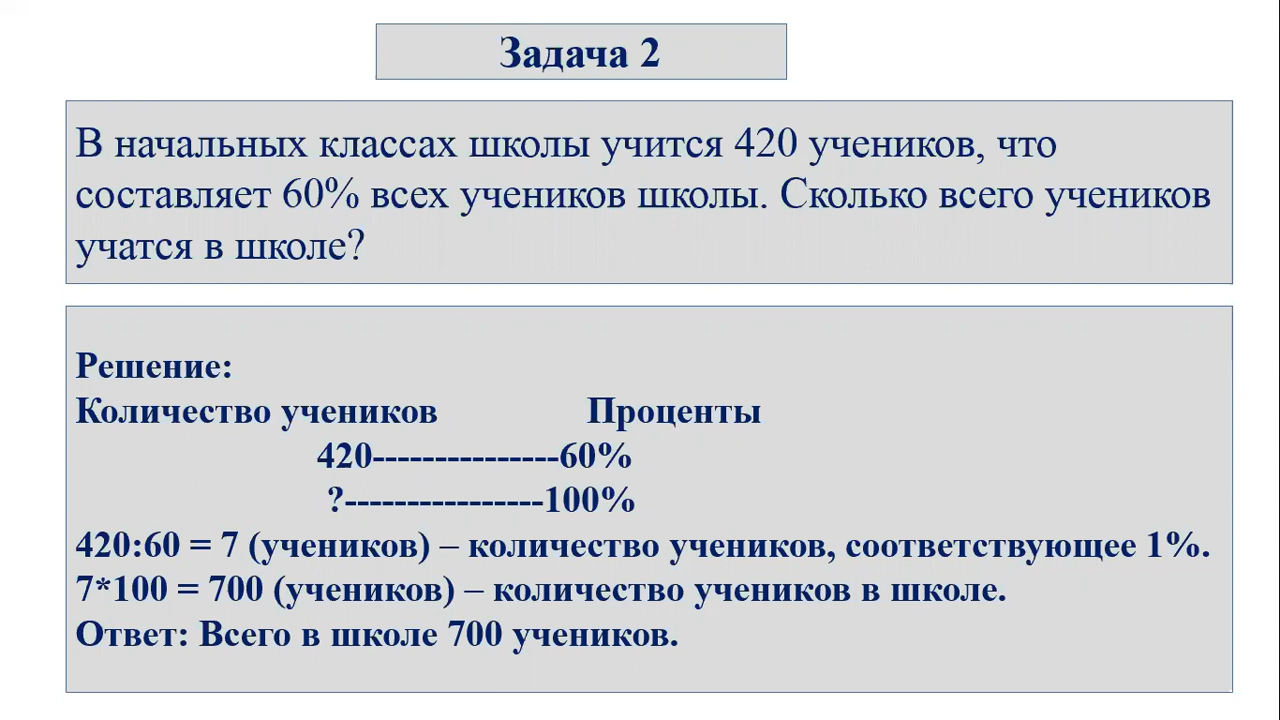 Задача 2
В начальных классах школы учится 420 учеников, что
составляет 60% всех учеников школы. Сколько всего учеников
учатся в школе?
Решение:
Количество учеников Проценты
420---------------60%
?----------------100%
420:60 = 7 (учеников) – количество учеников, соответствующее 1%.
7*100 = 700 (учеников) – количество учеников в школе.
Ответ: Всего в школе 700 учеников.